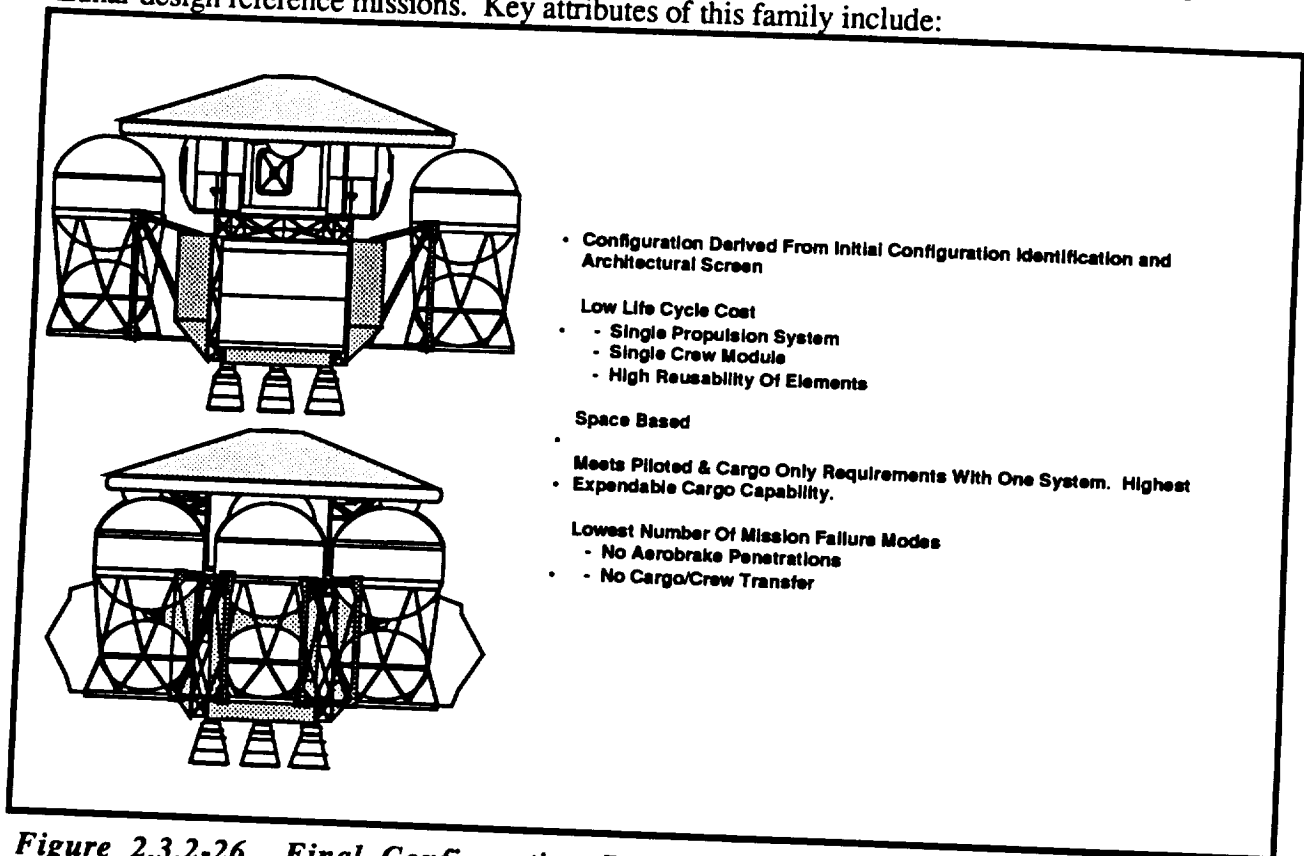 Lunar design reference missions. Key attributes of this family include:
• Configuration Derived From Initial Configuration Identification and
Architectural Screen
Low Life Cycle Cost
• - Single Propulsion System
- Single Crew Module
- High Reusability Of Elements
Space Based
•
Meets Piloted & Cargo Only Requirements With One System. Highest
• Expendable Cargo Capability.
Lowest Number Of Mission Failure Modes
- No Aerobrake Penetrations
• - No Cargo/Crew Transfer
Figure 2.3.2-26 Final